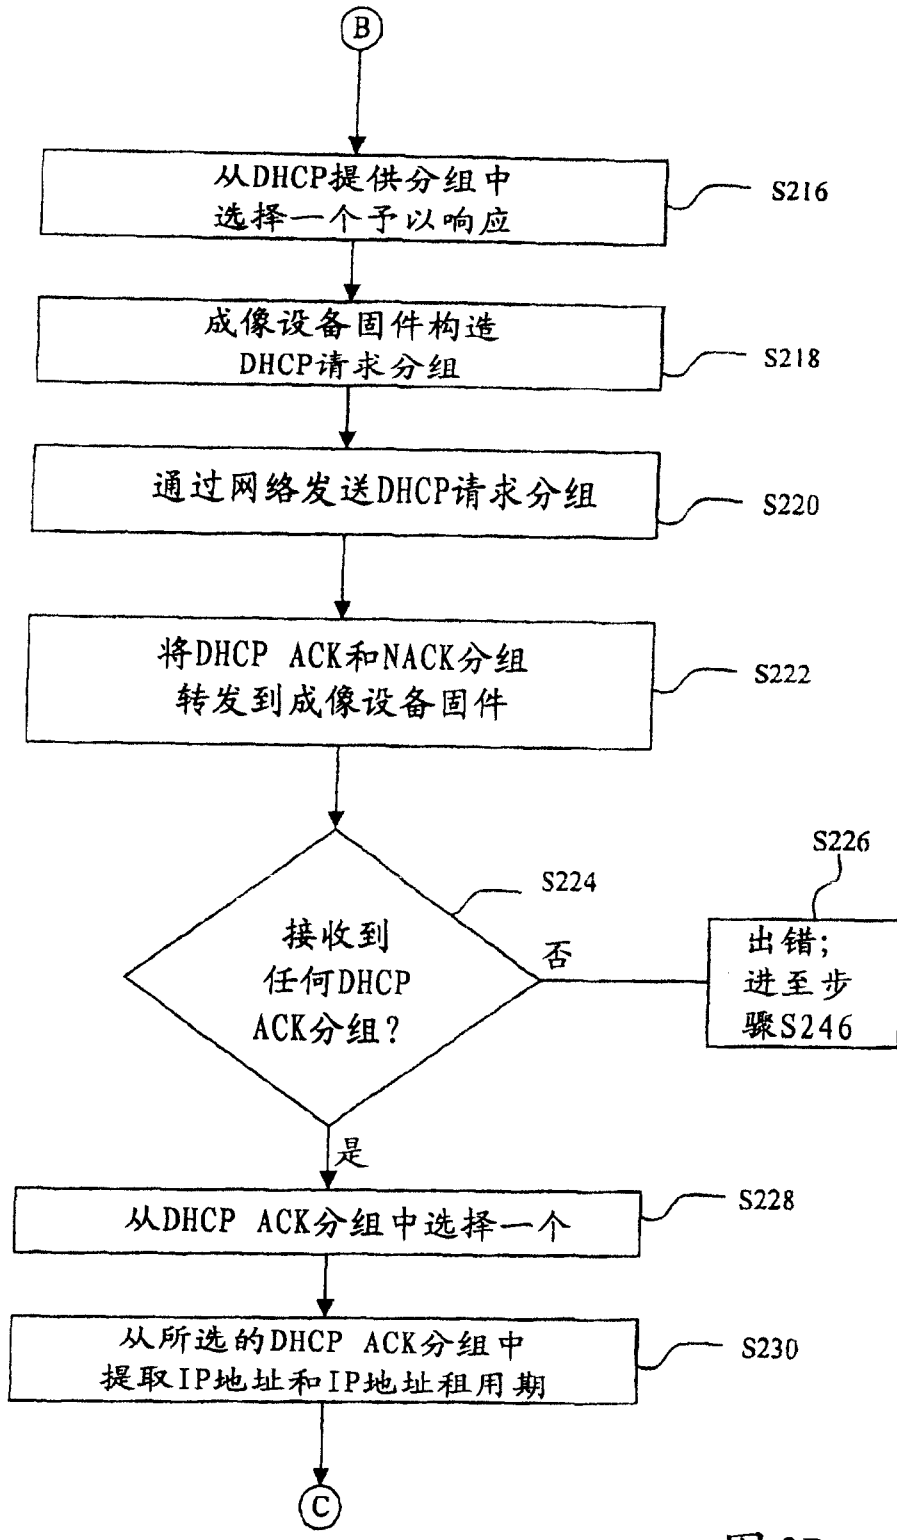 B
从DHCP提供分组中
选择一个予以响应
S216
成像设备固件构造
DHCP请求分组
S218
通过网络发送DHCP请求分组
S220
将DHCP ACK和NACK分组
转发到成像设备固件
S222
S224
接收到
任何DHCP
ACK分组?
否
S226
出错;
进至步
骤S246
是
从DHCP ACK分组中选择一个
S228
从所选的DHCP ACK分组中
提取IP地址和IP地址租用期
S230
C